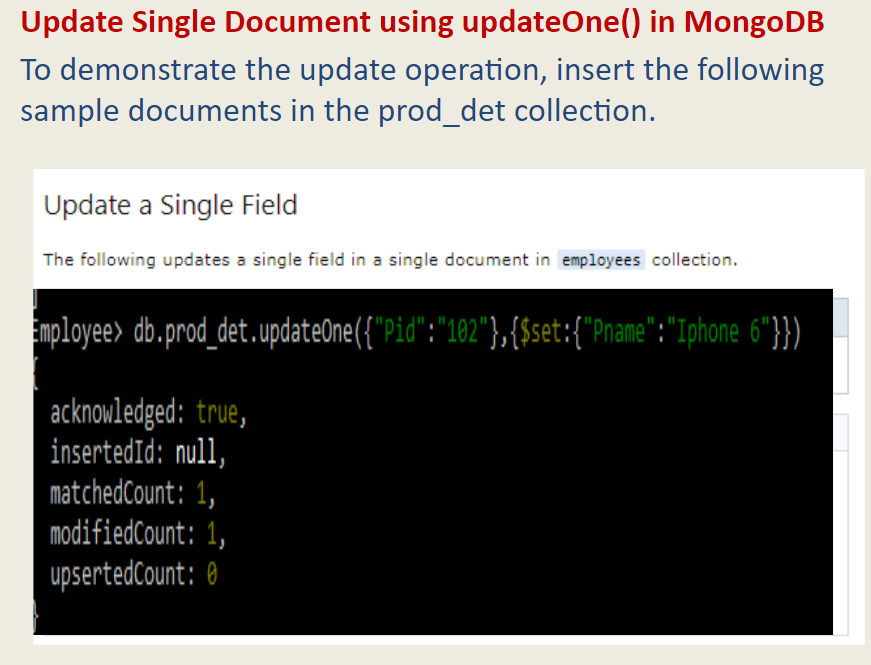 Update Single Document using updateOne() in MongoDB
To demonstrate the update operation, insert the following
sample documents in the prod_det collection.
Update a Single Field
The following updates a single field in a single document in employees collection.
]
Employee> db.prod_det.updateOne({"Pid":"102"},{$set:{"Pname":"Iphone 6"}})
{
acknowledged: true,
insertedId: null,
matchedCount: 1,
modifiedCount: 1,
upsertedCount: 0
}